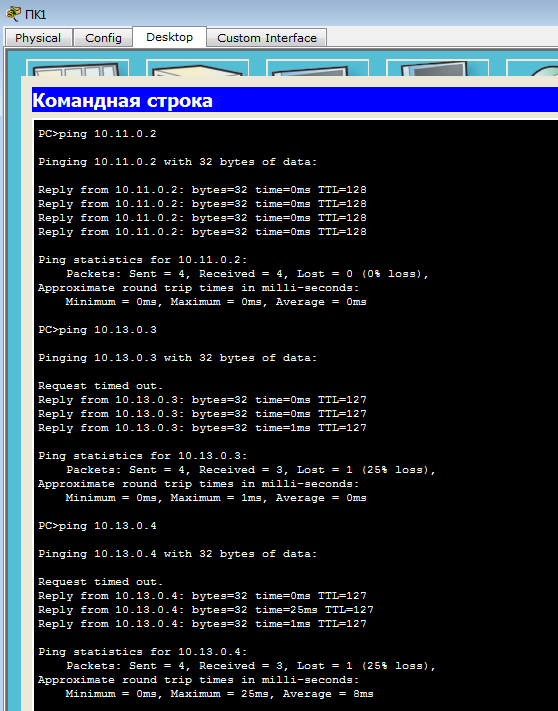 ПК1
Physical Config Desktop Custom Interface
Командная строка
PC>ping 10.11.0.2
Pinging 10.11.0.2 with 32 bytes of data:
Reply from 10.11.0.2: bytes=32 time=0ms TTL=128
Reply from 10.11.0.2: bytes=32 time=0ms TTL=128
Reply from 10.11.0.2: bytes=32 time=0ms TTL=128
Reply from 10.11.0.2: bytes=32 time=0ms TTL=128
Ping statistics for 10.11.0.2:
    Packets: Sent = 4, Received = 4, Lost = 0 (0% loss),
Approximate round trip times in milli-seconds:
    Minimum = 0ms, Maximum = 0ms, Average = 0ms
PC>ping 10.13.0.3
Pinging 10.13.0.3 with 32 bytes of data:
Request timed out.
Reply from 10.13.0.3: bytes=32 time=0ms TTL=127
Reply from 10.13.0.3: bytes=32 time=0ms TTL=127
Reply from 10.13.0.3: bytes=32 time=1ms TTL=127
Ping statistics for 10.13.0.3:
    Packets: Sent = 4, Received = 3, Lost = 1 (25% loss),
Approximate round trip times in milli-seconds:
    Minimum = 0ms, Maximum = 1ms, Average = 0ms
PC>ping 10.13.0.4
Pinging 10.13.0.4 with 32 bytes of data:
Request timed out.
Reply from 10.13.0.4: bytes=32 time=0ms TTL=127
Reply from 10.13.0.4: bytes=32 time=25ms TTL=127
Reply from 10.13.0.4: bytes=32 time=1ms TTL=127
Ping statistics for 10.13.0.4:
    Packets: Sent = 4, Received = 3, Lost = 1 (25% loss),
Approximate round trip times in milli-seconds:
    Minimum = 0ms, Maximum = 25ms, Average = 8ms